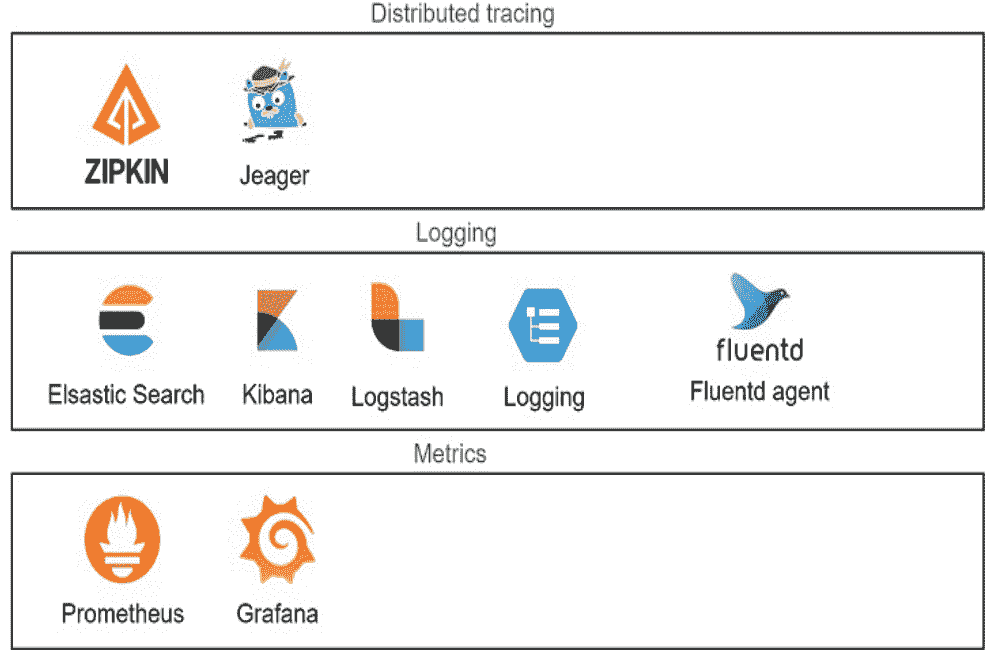 Distributed tracing
ZIPKIN
Jeager
Logging
fluentd
Elsastic Search
Kibana
Logstash
Logging
Fluentd agent
Metrics
Prometheus
Grafana